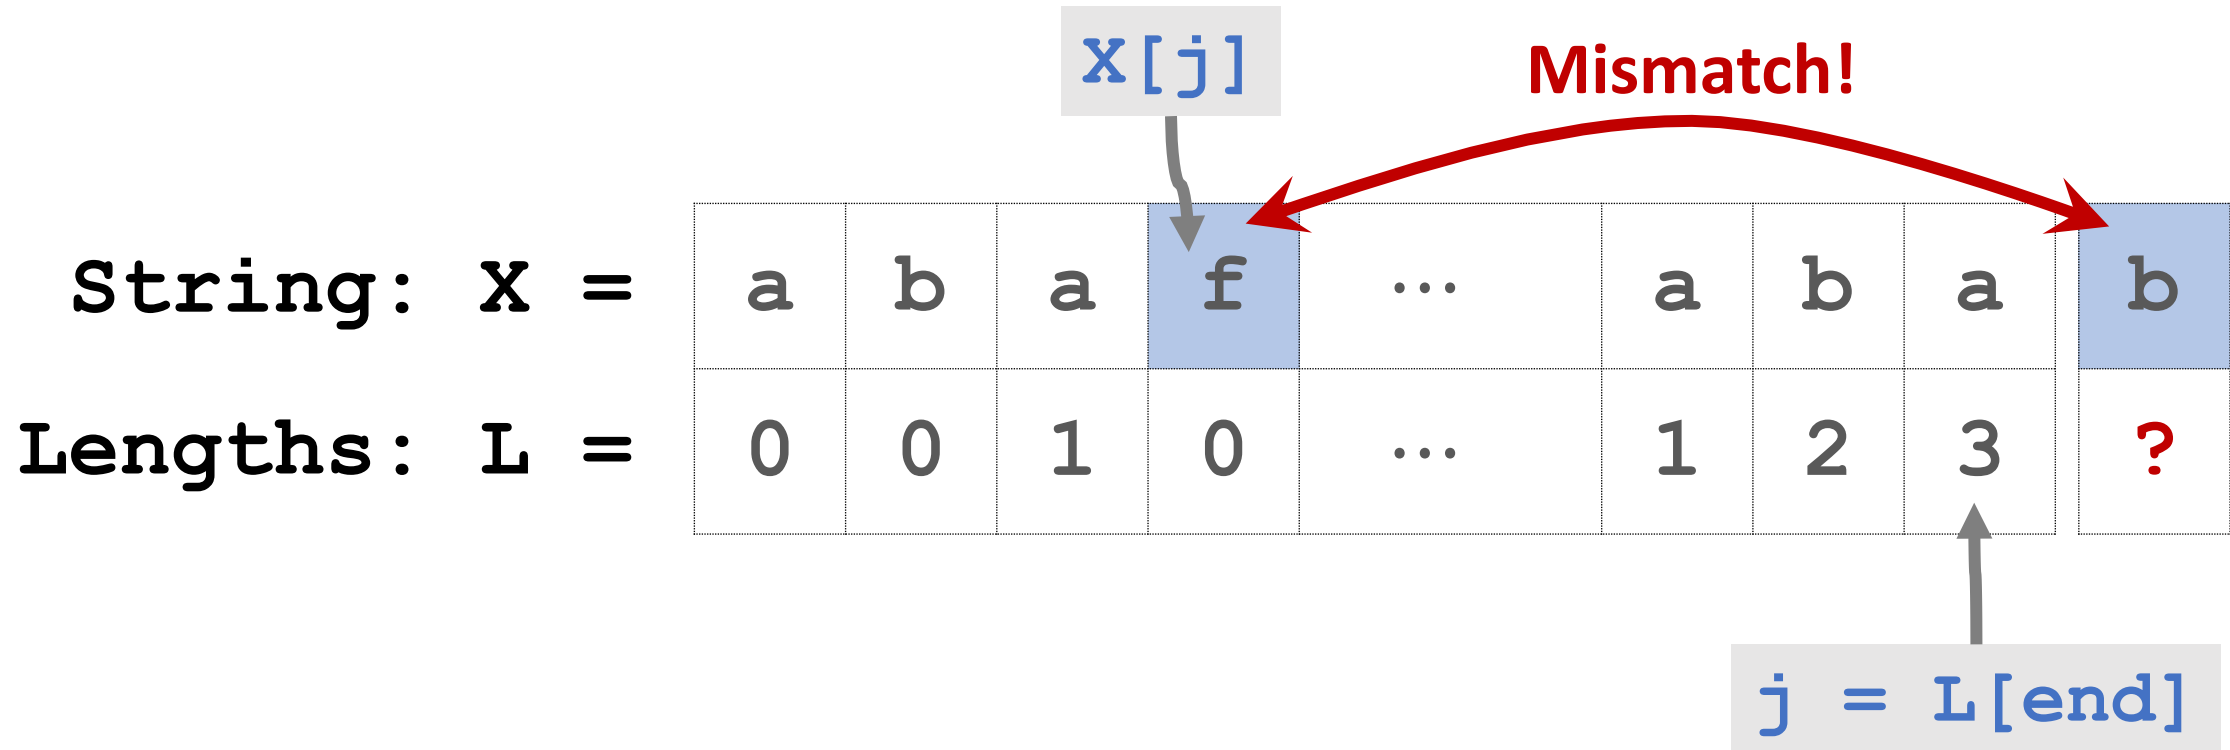 X[j]
Mismatch!
String: X = a b a f ... a b a b
Lengths: L = 0 0 1 0 ... 1 2 3 ?
j = L[end]